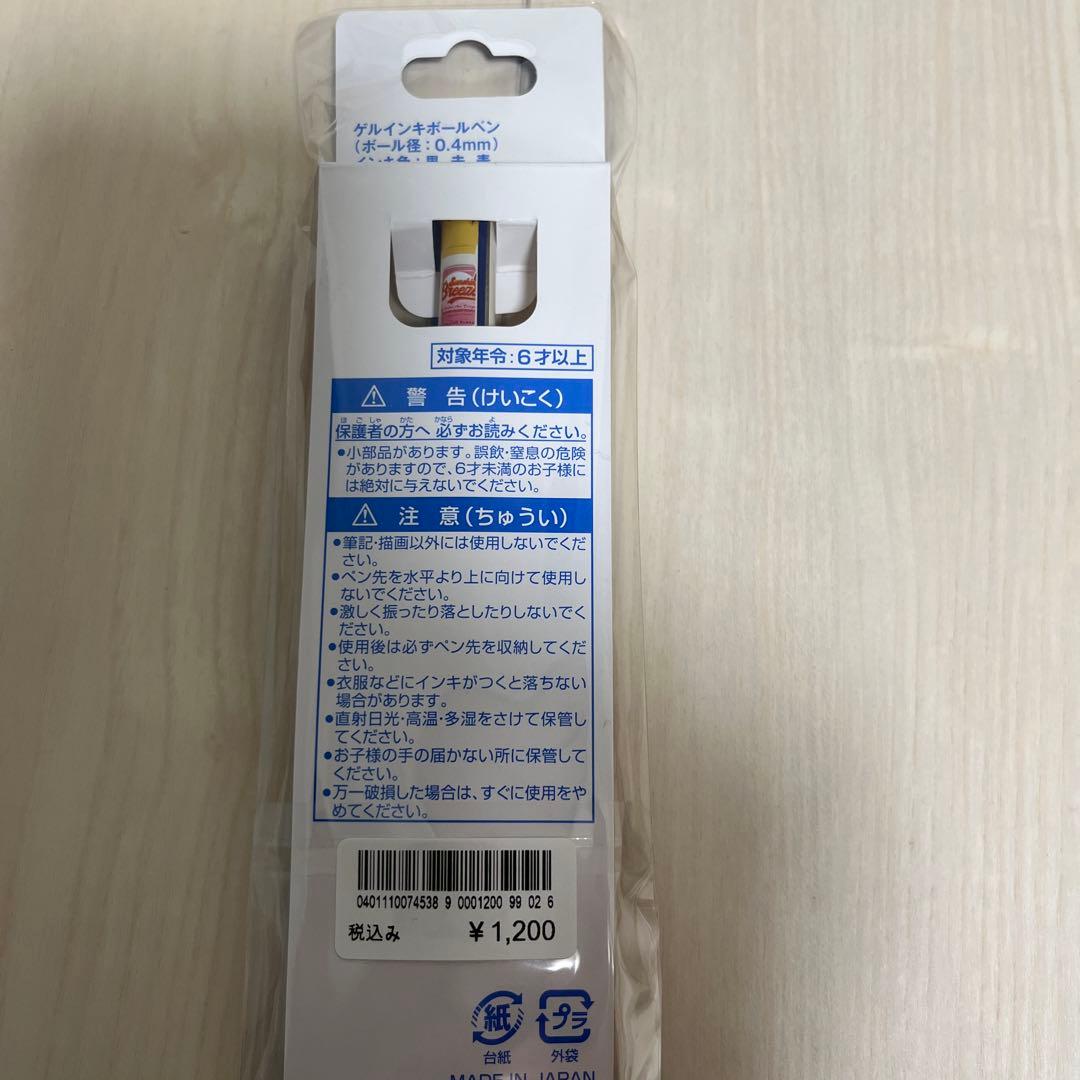 ゲルインキボールペン
(ボール径：0.4mm)
インキ色：黒 赤 青
Breeze
対象年令：6才以上
⚠ 警 告(けいこく)
保護者の方へ 必ずお読みください。
●小部品があります。誤飲・窒息の危険
がありますので、6才未満のお子様に
は絶対に与えないでください。
⚠ 注 意(ちゅうい)
●筆記・描画以外には使用しないでくだ
さい。
●ペン先を水平より上に向けて使用し
ないでください。
●激しく振ったり落としたりしないでく
ださい。
●使用後は必ずペン先を収納してくだ
さい。
●衣服などにインキがつくと落ちない
場合があります。
●直射日光・高温・多湿をさけて保管し
てください。
●お子様の手の届かない所に保管して
ください。
●万一破損した場合は、すぐに使用をや
めてください。
0401110074538 9 0001200 99 02 6
税込み ¥1,200
紙 プラ
台紙 外袋
MADE IN JAPAN